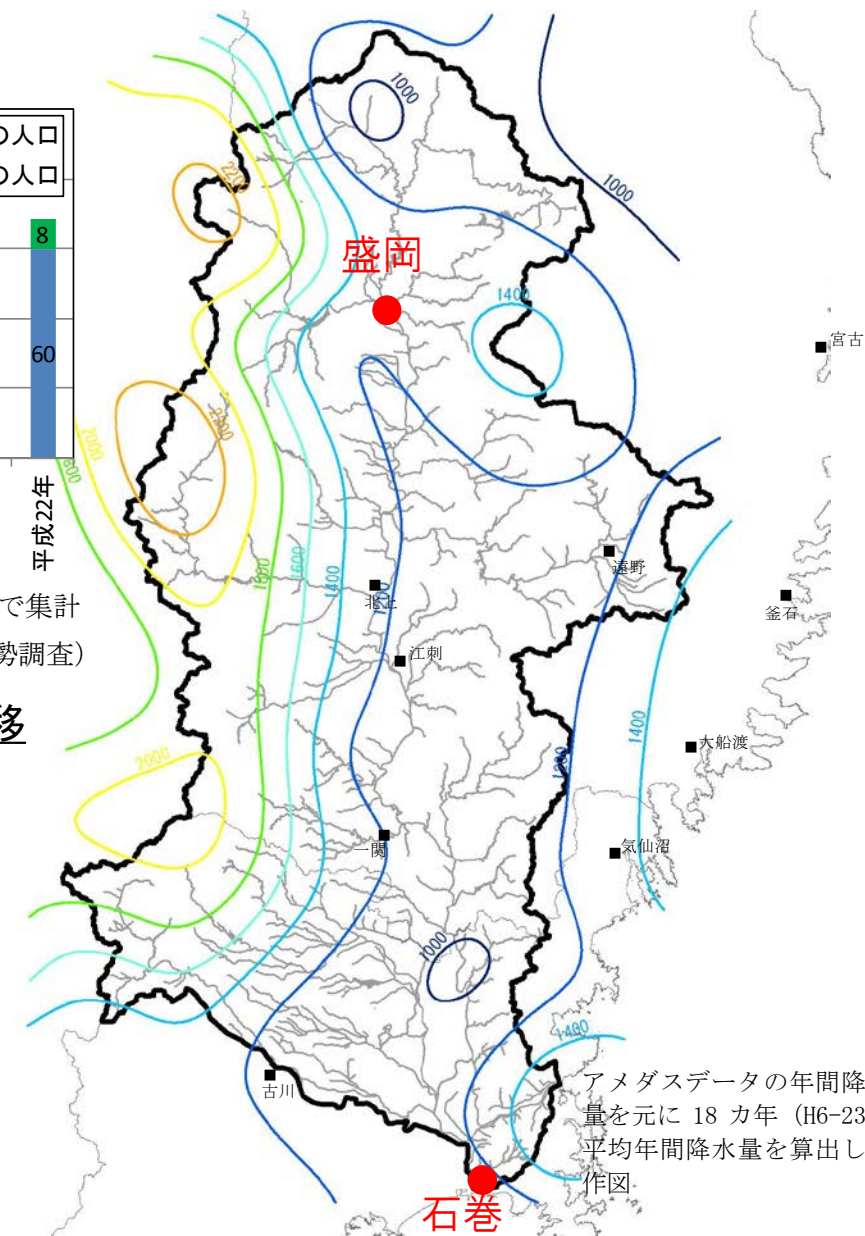 の人口
の人口
8
60
平成22年
で集計
勢調査）
移
1000
1000
2200
盛岡
1400
宮古
2000
2200
800
遠野
1800
1600
1400
1200
北上
釜石
江刺
1400
大船渡
2000
1200
一関
気仙沼
1000
1400
古川
アメダスデータの年間降
量を元に 18 カ年（H6-23
平均年間降水量を算出し
作図
石巻